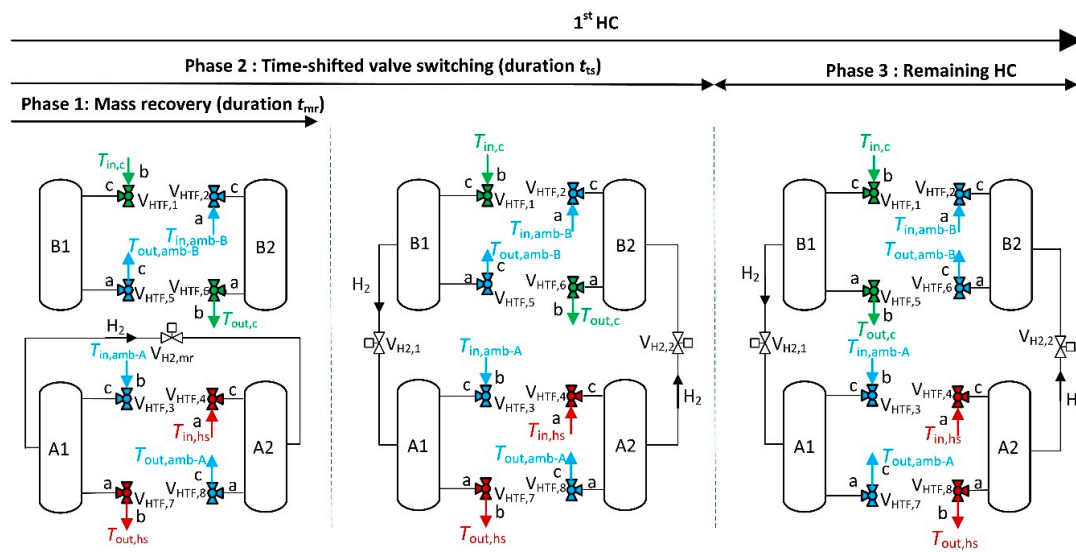 1st HC
Phase 2 : Time-shifted valve switching (duration tts)
Phase 3 : Remaining HC
Phase 1: Mass recovery (duration tmr)
Tin,c
b
c
VHTF,1
VHTF,2
c
a
Tin,amb-B
B1
B2
Tout,amb-B
c
a
VHTF,5
VHTF,6
a
b
Tout,c
H2
VH2,mr
Tin,amb-A
b
c
VHTF,3
VHTF,4
c
a
Tin,hs
A1
A2
Tout,amb-A
c
a
VHTF,7
b
VHTF,8
a
Tout,hs
Tin,c
b
c
VHTF,1
VHTF,2
c
a
Tin,amb-B
B1
B2
Tout,amb-B
c
a
VHTF,5
VHTF,6
a
b
Tout,c
H2
VH2,1
VH2,2
H2
Tin,amb-A
b
c
VHTF,3
VHTF,4
c
a
Tin,hs
A1
A2
Tout,amb-A
c
a
VHTF,7
b
VHTF,8
a
Tout,hs
Tin,c
b
c
VHTF,1
VHTF,2
c
a
Tin,amb-B
B1
B2
Tout,amb-B
c
a
VHTF,5
b
VHTF,6
a
Tout,c
H2
VH2,1
VH2,2
H
Tin,amb-A
b
c
VHTF,3
VHTF,4
c
a
Tin,hs
A1
A2
Tout,amb-A
c
a
VHTF,7
VHTF,8
a
b
Tout,hs